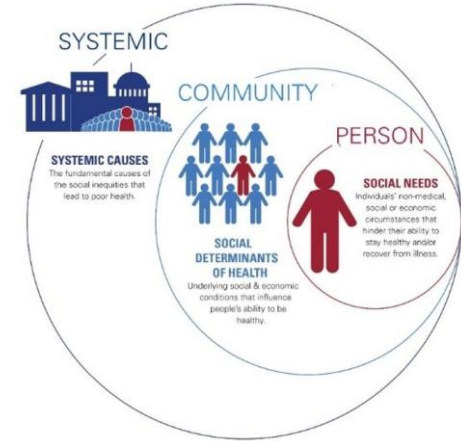 SYSTEMIC
SYSTEMIC CAUSES
The fundamental causes of
the social inequities that
lead to poor health.
COMMUNITY
SOCIAL
DETERMINANTS
OF HEALTH
Underlying social & economic
conditions that influence
people's ability to be
healthy.
PERSON
SOCIAL NEEDS
Individuals' non-medical,
social or economic
circumstances that
hinder their ability to
stay healthy and/or
recover from illness.